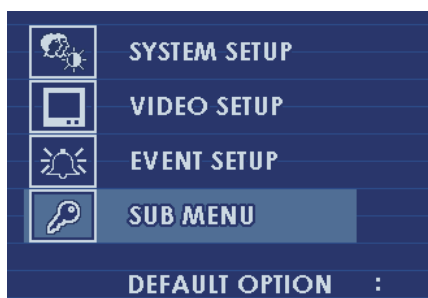 SYSTEM SETUP
VIDEO SETUP
EVENT SETUP
SUB MENU
DEFAULT OPTION :